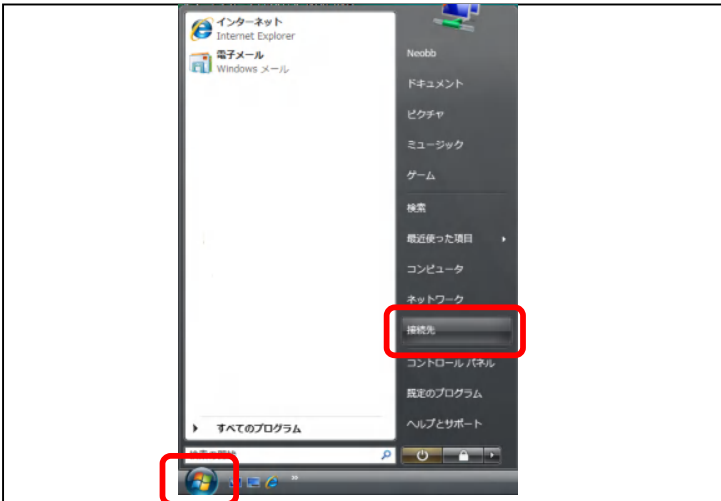 インターネット
Internet Explorer
電子メール
Windows メール
すべてのプログラム
Neobb
ドキュメント
ピクチャ
ミュージック
ゲーム
検索
最近使った項目
コンピュータ
ネットワーク
接続先
コントロール パネル
既定のプログラム
ヘルプとサポート